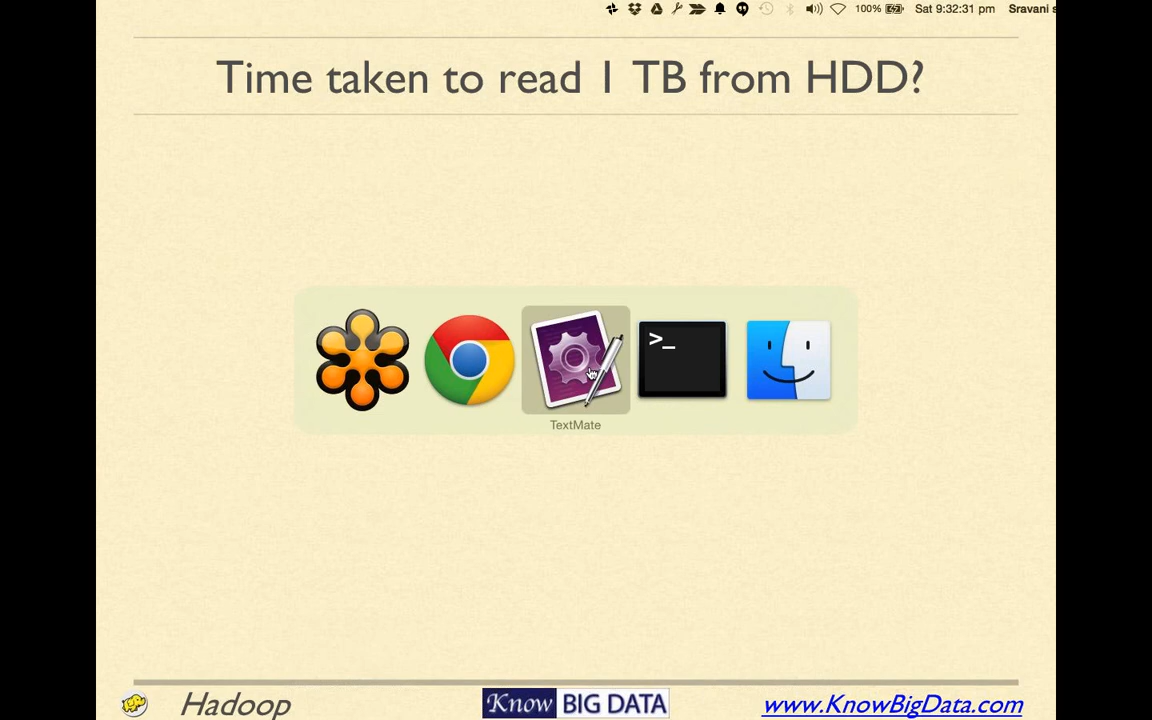 100% Sat 9:32:31 pm Sravani s
Time taken to read 1 TB from HDD?
>_
TextMate
Hadoop
Know BIG DATA
www.KnowBigData.com